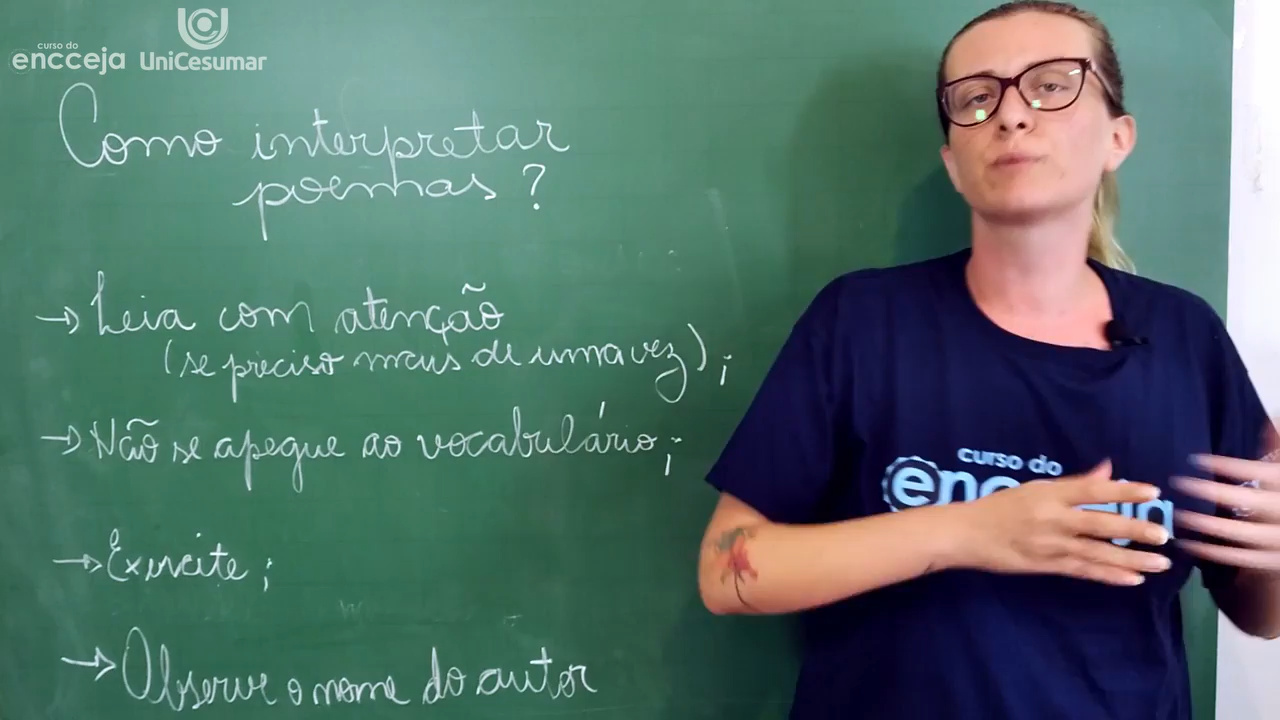 curso do
encceja UniCesumar
Como interpretar
poemas ?
→ Leia com atenção
(se preciso mais de uma vez) ;
→ Não se apegue ao vocabulário ;
→ Exercite ;
→ Observe o nome do autor
curso do